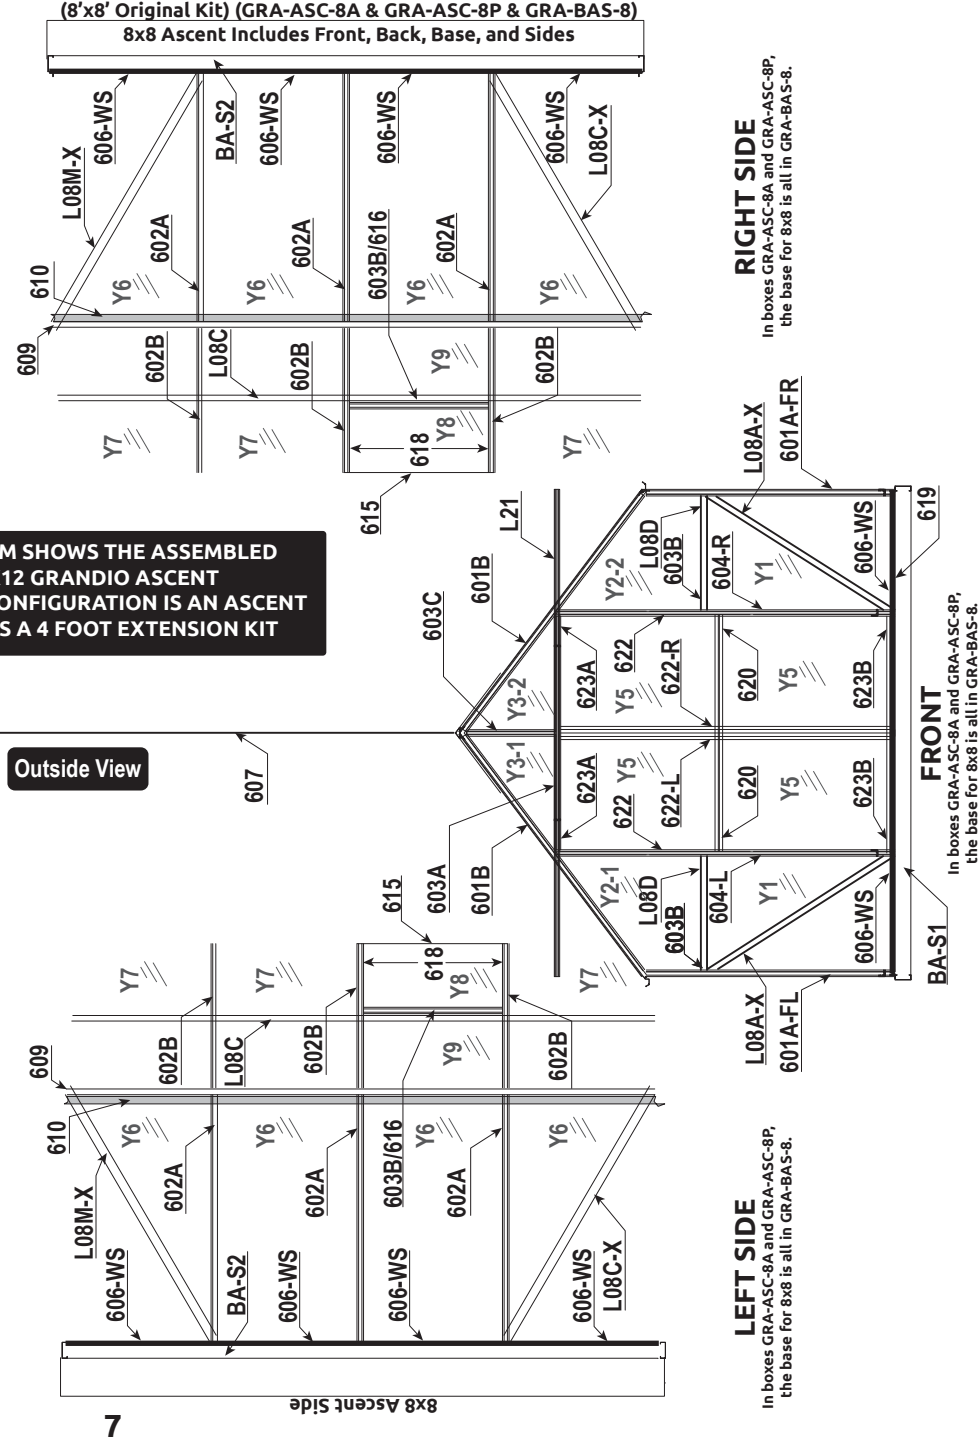 (8'x8' Original Kit) (GRA-ASC-8A & GRA-ASC-8P & GRA-BAS-8)
8x8 Ascent Includes Front, Back, Base, and Sides
606-WS
L08M-X
BA-S2
606-WS
606-WS
606-WS
L08C-X
610
602A
602A
603B/616
602A
Y6
Y6
Y6
Y6
609
602B
L08C
602B
Y9
602B
Y7
Y7
618
Y8
Y7
615
RIGHT SIDE
In boxes GRA-ASC-8A and GRA-ASC-8P,
the base for 8x8 is all in GRA-BAS-8.
M SHOWS THE ASSEMBLED
12 GRANDIO ASCENT
ONFIGURATION IS AN ASCENT
S A 4 FOOT EXTENSION KIT
Outside View
607
603C
601B
L21
615
603A
601B
Y3-1
Y3-2
Y2-1
Y2-2
623A
623A
622
622
Y5
Y5
622-L
622-R
L08D
603B
L08D
603B
604-L
604-R
620
620
Y1
Y1
Y5
Y5
L08A-X
601A-FL
L08A-X
601A-FR
606-WS
623B
623B
606-WS
BA-S1
619
FRONT
In boxes GRA-ASC-8A and GRA-ASC-8P,
the base for 8x8 is all in GRA-BAS-8.
Y7
Y7
618
Y8
Y7
609
602B
L08C
602B
Y9
602B
610
Y6
Y6
Y6
Y6
L08M-X
602A
602A
603B/616
602A
606-WS
BA-S2
606-WS
606-WS
606-WS
L08C-X
LEFT SIDE
In boxes GRA-ASC-8A and GRA-ASC-8P,
the base for 8x8 is all in GRA-BAS-8.
8x8 Ascent Side
7